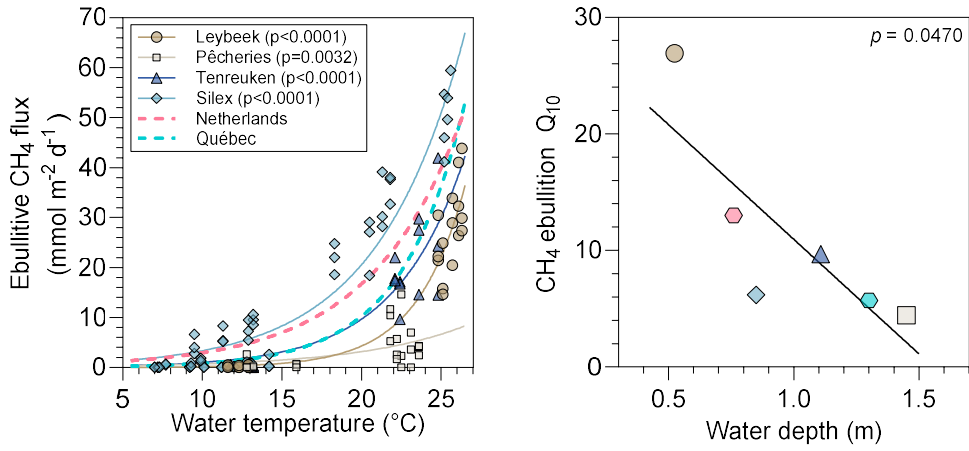 Ebullitive CH4 flux
(mmol m-2 d-1)
70
60
50
40
30
20
10
0
Leybeek (p<0.0001)
Pêcheries (p=0.0032)
Tenreuken (p<0.0001)
Silex (p<0.0001)
Netherlands
Québec
5
10
15
20
25
Water temperature (°C)
CH4 ebullition Q10
30
20
10
0
p = 0.0470
0.5
1.0
1.5
Water depth (m)